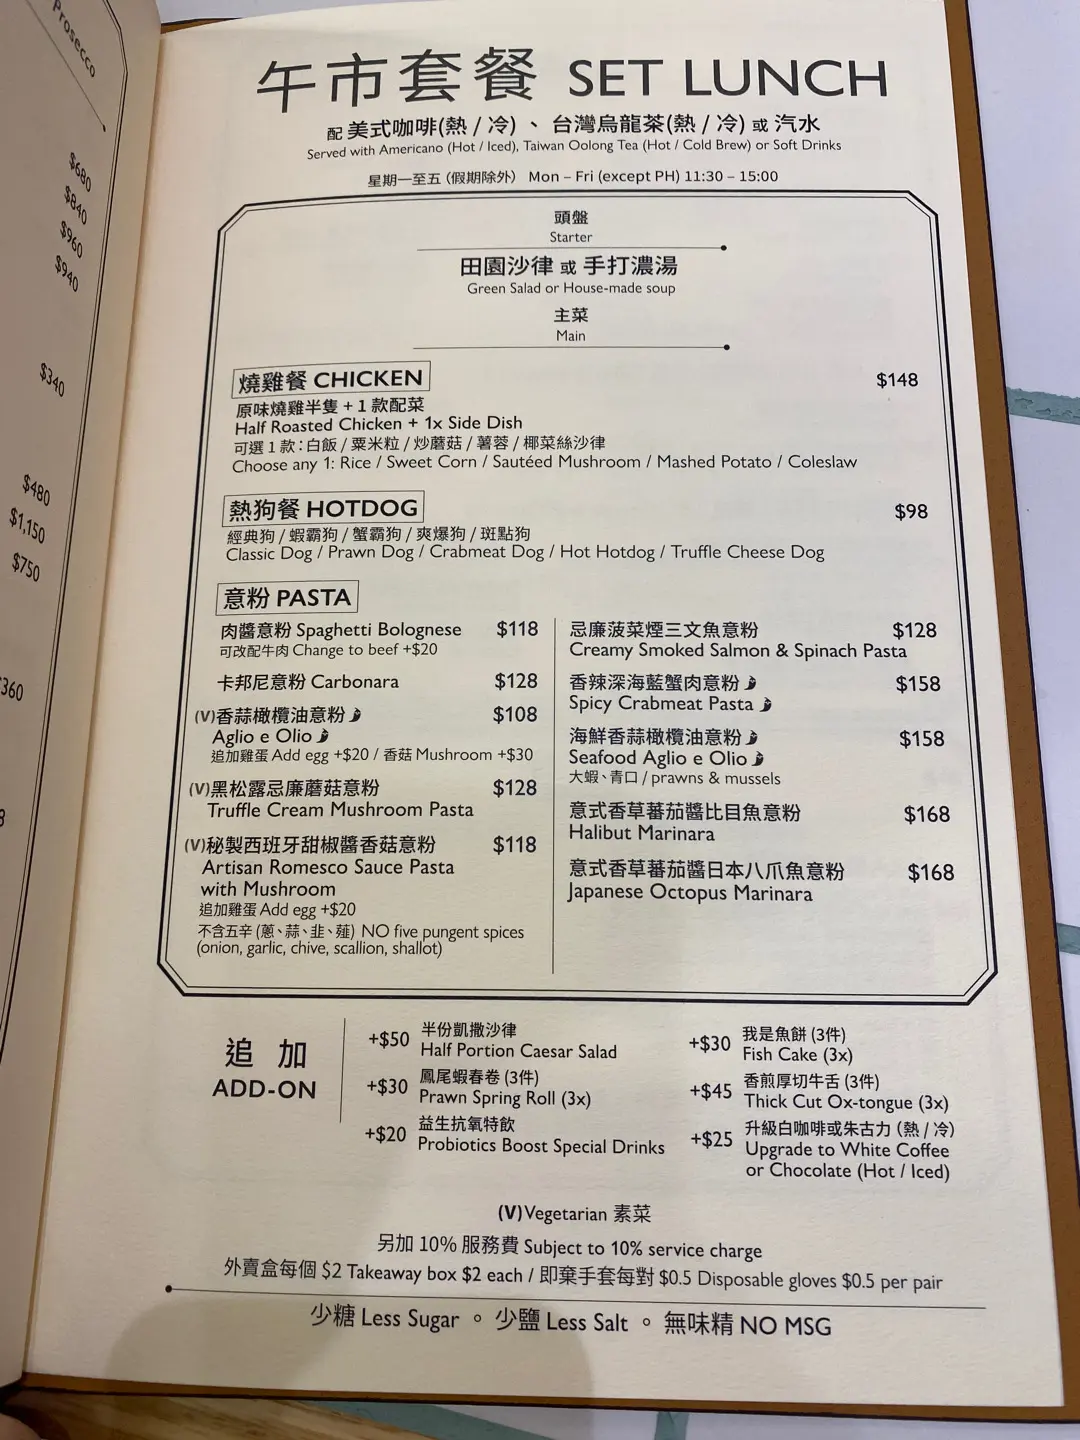 Prosecco
$680
$840
$960
$940
$340
$480
$1,150
$750
午市套餐 SET LUNCH
配 美式咖啡(熱 / 冷) 、 台灣烏龍茶(熱 / 冷) 或 汽水
Served with Americano (Hot / Iced), Taiwan Oolong Tea (Hot / Cold Brew) or Soft Drinks
星期一至五 (假期除外) Mon – Fri (except PH) 11:30 – 15:00
頭盤
Starter
田園沙律 或 手打濃湯
Green Salad or House-made soup
主菜
Main
燒雞餐 CHICKEN $148
原味燒雞半隻 + 1 款配菜
Half Roasted Chicken + 1x Side Dish
可選 1 款 : 白飯 / 粟米粒 / 炒蘑菇 / 薯蓉 / 椰菜絲沙律
Choose any 1: Rice / Sweet Corn / Sautéed Mushroom / Mashed Potato / Coleslaw
熱狗餐 HOTDOG $98
經典狗 / 蝦霸狗 / 蟹霸狗 / 爽爆狗 / 斑點狗
Classic Dog / Prawn Dog / Crabmeat Dog / Hot Hotdog / Truffle Cheese Dog
意粉 PASTA
肉醬意粉 Spaghetti Bolognese $118
可改配牛肉 Change to beef +$20
卡邦尼意粉 Carbonara $128
(V)香蒜橄欖油意粉 $108
Aglio e Olio
追加雞蛋 Add egg +$20 / 香菇 Mushroom +$30
(V)黑松露忌廉蘑菇意粉 $128
Truffle Cream Mushroom Pasta
(V)秘製西班牙甜椒醬香菇意粉 $118
Artisan Romesco Sauce Pasta
with Mushroom
追加雞蛋 Add egg +$20
不含五辛 (蔥、蒜、韭、薤) NO five pungent spices
(onion, garlic, chive, scallion, shallot)
忌廉菠菜煙三文魚意粉 $128
Creamy Smoked Salmon & Spinach Pasta
香辣深海藍蟹肉意粉 $158
Spicy Crabmeat Pasta
海鮮香蒜橄欖油意粉 $158
Seafood Aglio e Olio
大蝦、青口 / prawns & mussels
意式香草蕃茄醬比目魚意粉 $168
Halibut Marinara
意式香草蕃茄醬日本八爪魚意粉 $168
Japanese Octopus Marinara
追 加
ADD-ON
+$50 半份凱撒沙律
Half Portion Caesar Salad
+$30 鳳尾蝦春卷 (3件)
Prawn Spring Roll (3x)
+$20 益生抗氧特飲
Probiotics Boost Special Drinks
+$30 我是魚餅 (3件)
Fish Cake (3x)
+$45 香煎厚切牛舌 (3件)
Thick Cut Ox-tongue (3x)
+$25 升級白咖啡或朱古力 (熱 / 冷)
Upgrade to White Coffee
or Chocolate (Hot / Iced)
(V)Vegetarian 素菜
另加 10% 服務費 Subject to 10% service charge
外賣盒每個 $2 Takeaway box $2 each / 即棄手套每對 $0.5 Disposable gloves $0.5 per pair
少糖 Less Sugar 。 少鹽 Less Salt 。 無味精 NO MSG